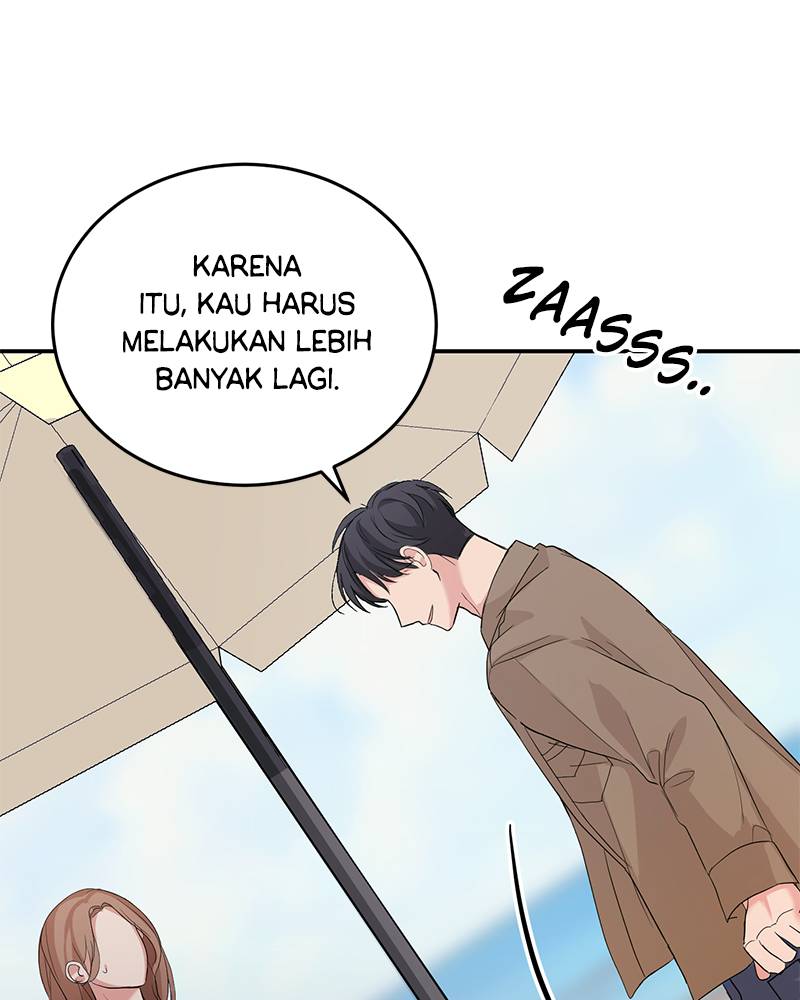 KARENA
ITU, KAU HARUS
MELAKUKAN LEBIH
BANYAK LAGI.
ZAASSS..